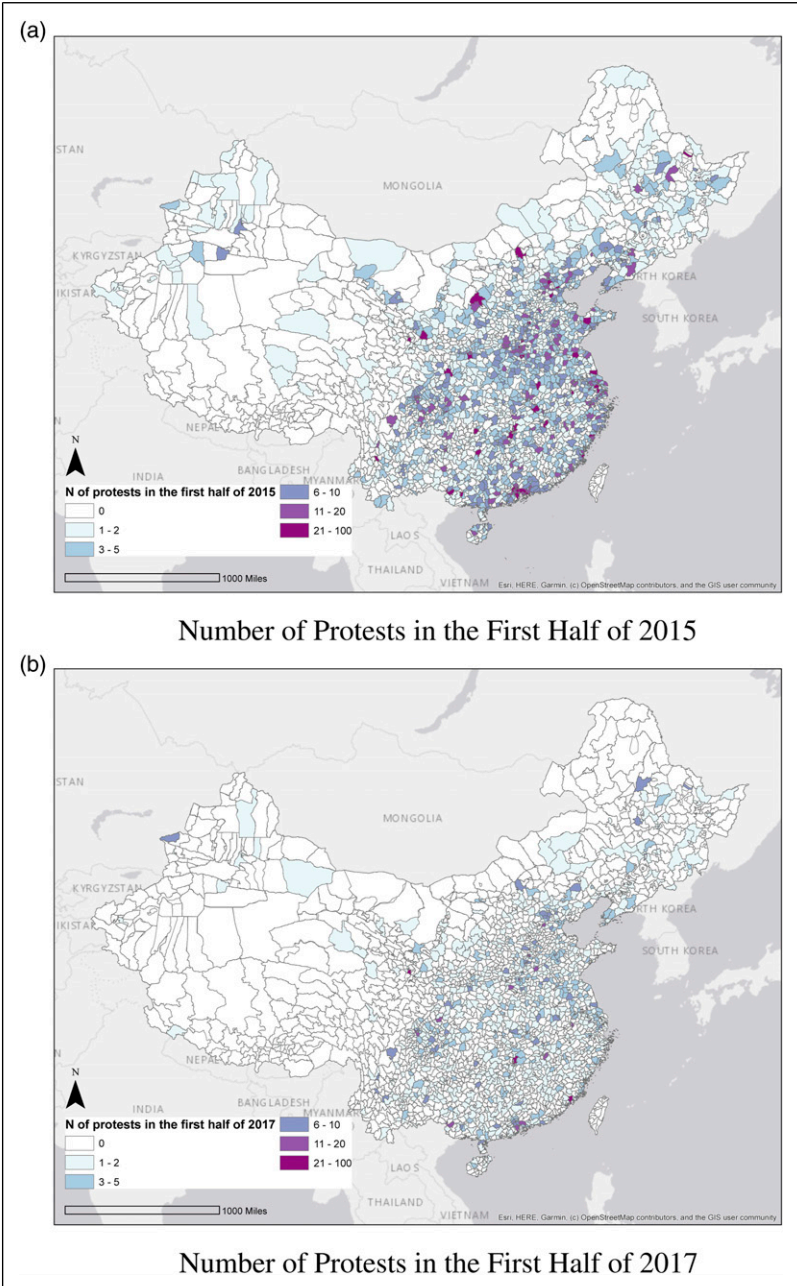 (a)
STAN
MONGOLIA
KYRGYZSTAN
IKISTAN
NORTH KOREA
SOUTH KOREA
NEPAL
N
INDIA
BANGLADESH
MYANMAR
N of protests in the first half of 2015
0
1 - 2
3 - 5
6 - 10
11 - 20
21 - 100
LAOS
THAILAND
VIETNAM
1000 Miles
Esri, HERE, Garmin, (c) OpenStreetMap contributors, and the GIS user community
Number of Protests in the First Half of 2015
(b)
STAN
MONGOLIA
KYRGYZSTAN
IKISTAN
RTH KOREA
SOUTH KOREA
N
NEPAL
N
INDIA
BANGLADESH
MYANMAR
N of protests in the first half of 2017
0
1 - 2
3 - 5
6 - 10
11 - 20
21 - 100
LAOS
THAILAND
VIETNAM
1000 Miles
Esri, HERE, Garmin, (c) OpenStreetMap contributors, and the GIS user community
Number of Protests in the First Half of 2017